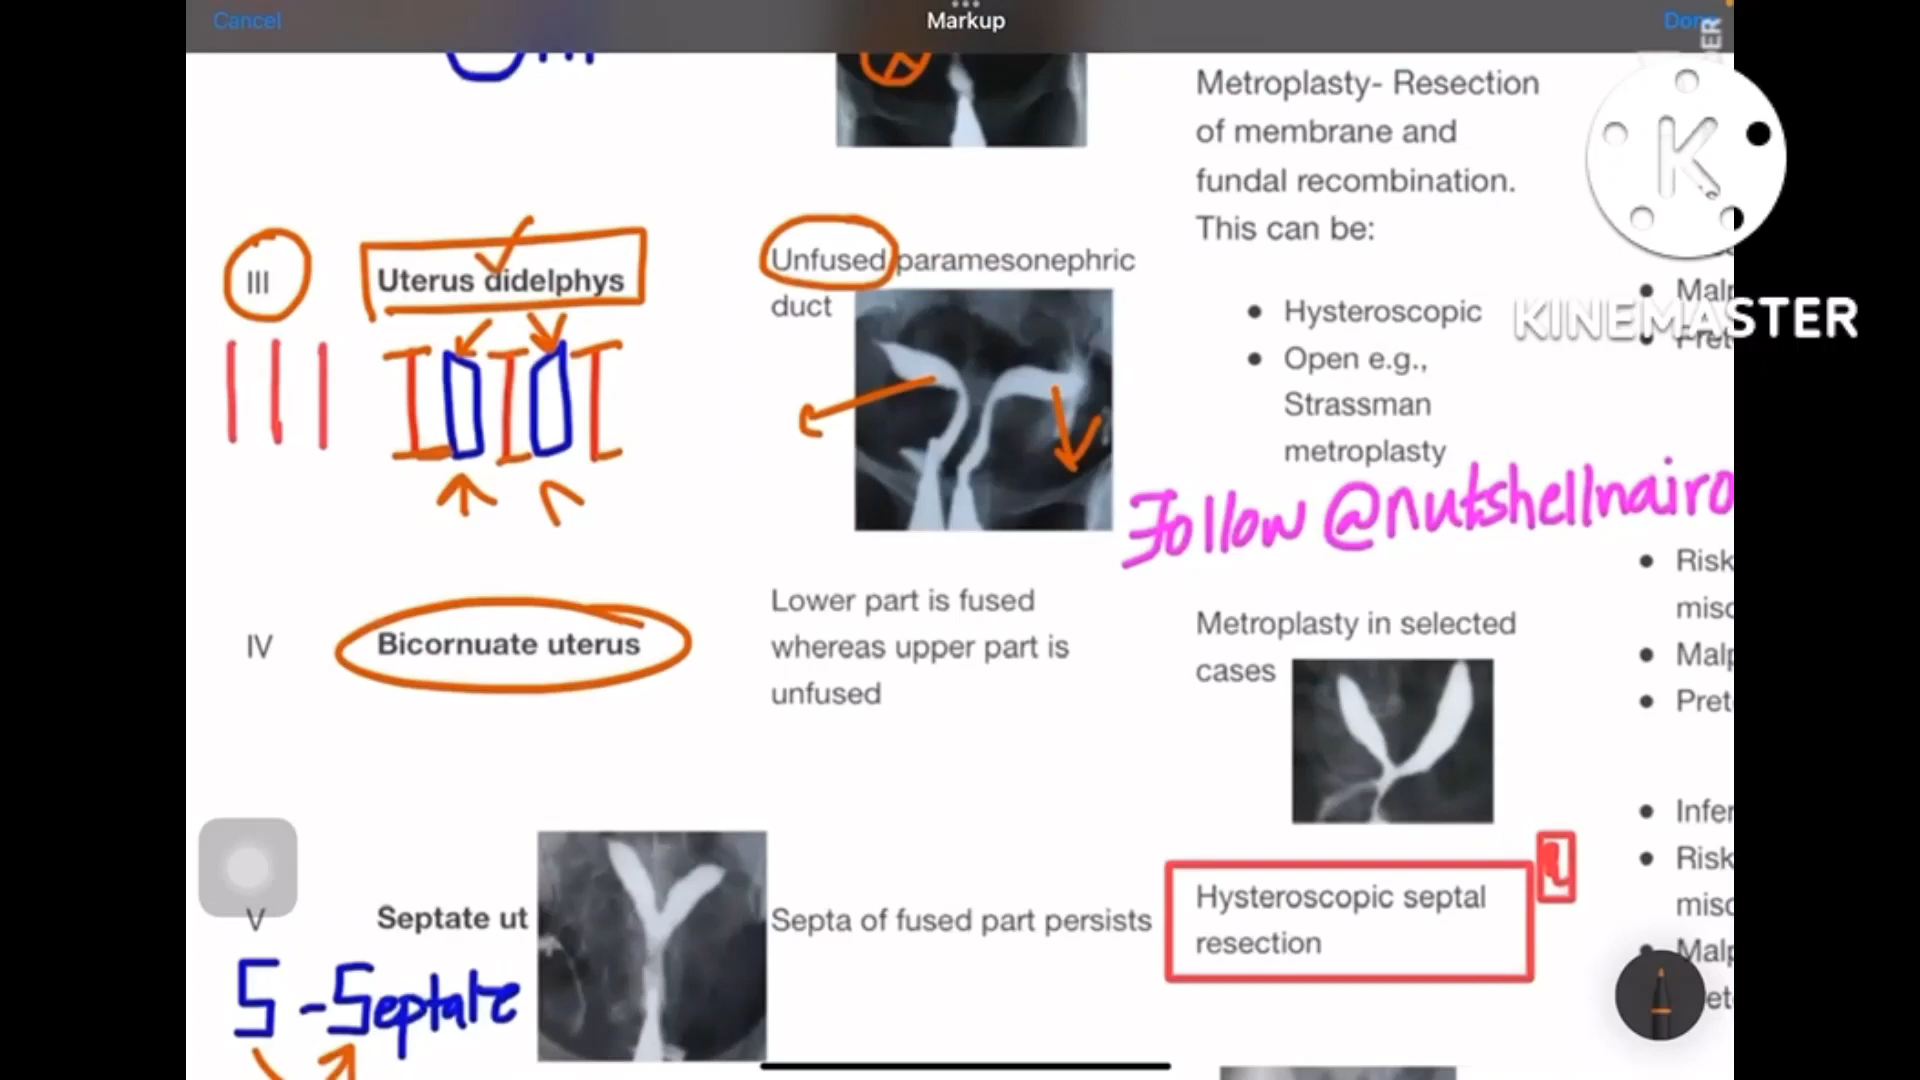 Cancel
Markup
Metroplasty- Resection
of membrane and
fundal recombination.
This can be:
III
Uterus didelphys
Unfused paramesonephric
duct
• Hysteroscopic
• Open e.g.,
Strassman
metroplasty
KINEMASTER
Follow @nutshellnairo
IV
Bicornuate uterus
Lower part is fused
whereas upper part is
unfused
Metroplasty in selected
cases
• Risk
misc
• Malp
• Pret
V
Septate ut
Septa of fused part persists
Hysteroscopic septal
resection
• Infer
• Risk
misc
5 - Septate